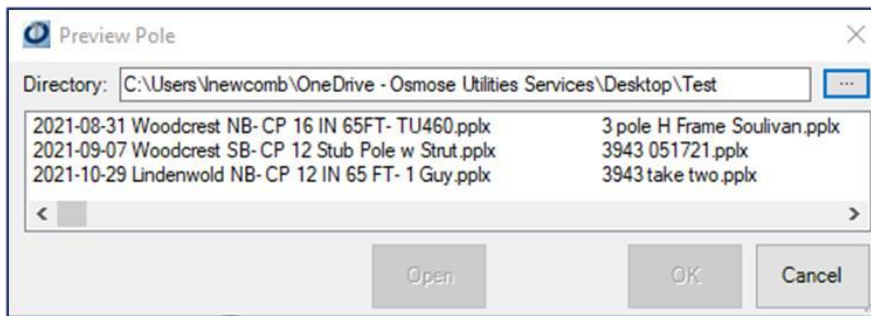 Preview Pole
Directory: C:\Users\lnewcomb\OneDrive - Osmose Utilities Services\Desktop\Test ...
2021-08-31 Woodcrest NB- CP 16 IN 65FT- TU460.pplx 3 pole H Frame Soulivan.pplx
2021-09-07 Woodcrest SB- CP 12 Stub Pole w Strut.pplx 3943 051721.pplx
2021-10-29 Lindenwold NB- CP 12 IN 65 FT- 1 Guy.pplx 3943 take two.pplx
Open OK Cancel